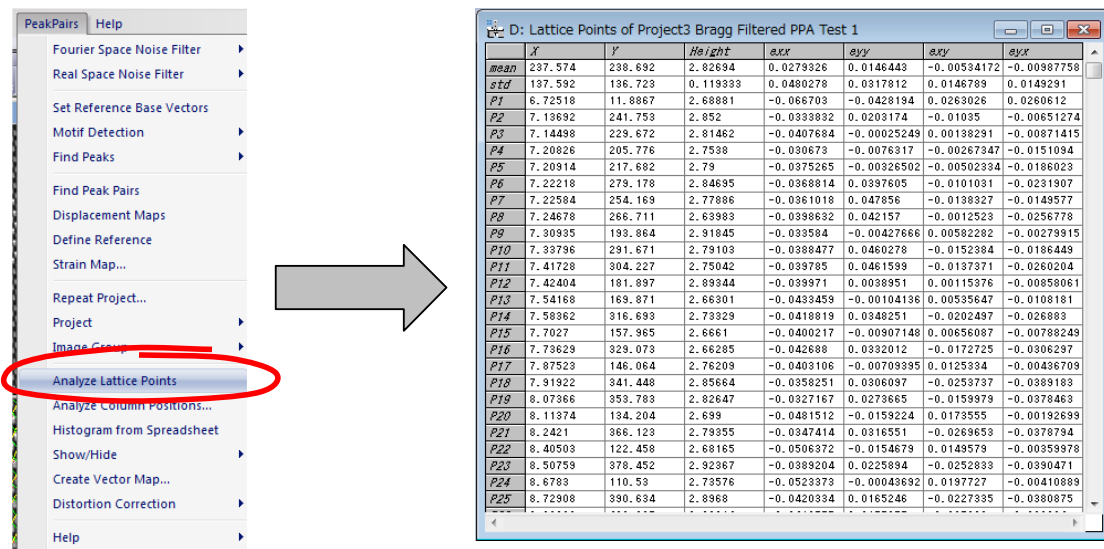 PeakPairs Help
Fourier Space Noise Filter
Real Space Noise Filter
Set Reference Base Vectors
Motif Detection
Find Peaks
Find Peak Pairs
Displacement Maps
Define Reference
Strain Map...
Repeat Project...
Project
Image Group
Analyze Lattice Points
Analyze Column Positions...
Histogram from Spreadsheet
Show/Hide
Create Vector Map...
Distortion Correction
Help
D: Lattice Points of Project3 Bragg Filtered PPA Test 1
X Y Height exx eyy exy eyx
mean 237.574 238.692 2.82694 0.0279326 0.0146443 -0.00534172 -0.00987758
std 137.592 136.723 0.119333 0.0480278 0.0317812 0.0146789 0.0149291
P1 6.72518 11.8867 2.68881 -0.066703 -0.0428194 0.0263026 0.0260612
P2 7.13692 241.753 2.852 -0.0333832 0.0203174 -0.01035 -0.00651274
P3 7.14498 229.672 2.81462 -0.0407684 -0.00025249 0.00138291 -0.00871415
P4 7.20826 205.776 2.7538 -0.030673 -0.0076317 -0.00267347 -0.0151094
P5 7.20914 217.682 2.79 -0.0375265 -0.00326502 -0.00502334 -0.0186023
P6 7.22218 279.178 2.84695 -0.0368814 0.0397605 -0.0101031 -0.0231907
P7 7.22584 254.169 2.77886 -0.0361018 0.047856 -0.0138327 -0.0149577
P8 7.24678 266.711 2.63983 -0.0398632 0.042157 -0.0012523 -0.0256778
P9 7.30935 193.864 2.91845 -0.033584 -0.00427666 0.00582282 -0.00279915
P10 7.33796 291.671 2.79103 -0.0388477 0.0460278 -0.0152384 -0.0186449
P11 7.41728 304.227 2.75042 -0.039785 0.0461599 -0.0137371 -0.0260204
P12 7.42404 181.897 2.89344 -0.039971 0.0038951 0.00115376 -0.00858061
P13 7.54168 169.871 2.66301 -0.0433459 -0.00104136 0.00535647 -0.0108181
P14 7.58362 316.693 2.73329 -0.0418819 0.0348251 -0.0202497 -0.026883
P15 7.7027 157.965 2.6661 -0.0400217 -0.00907148 0.00656087 -0.00788249
P16 7.73629 329.073 2.66285 -0.042688 0.0332012 -0.0172725 -0.0306297
P17 7.87523 146.064 2.76209 -0.0403106 -0.00709395 0.0125334 -0.00436709
P18 7.91922 341.448 2.85664 -0.0358251 0.0306097 -0.0253737 -0.0389183
P19 8.07366 353.783 2.82647 -0.0327167 0.0273665 -0.0159979 -0.0378463
P20 8.11374 134.204 2.699 -0.0481512 -0.0159224 0.0173555 -0.00192699
P21 8.2421 366.123 2.79355 -0.0347414 0.0316551 -0.0269653 -0.0378794
P22 8.40503 122.458 2.68165 -0.0506372 -0.0154679 0.0149579 -0.00359978
P23 8.50759 378.452 2.92367 -0.0389204 0.0225894 -0.0252833 -0.0390471
P24 8.6783 110.53 2.73576 -0.0523373 -0.00043692 0.0197727 -0.00410889
P25 8.72908 390.634 2.8968 -0.0420334 0.0165246 -0.0227335 -0.0380875